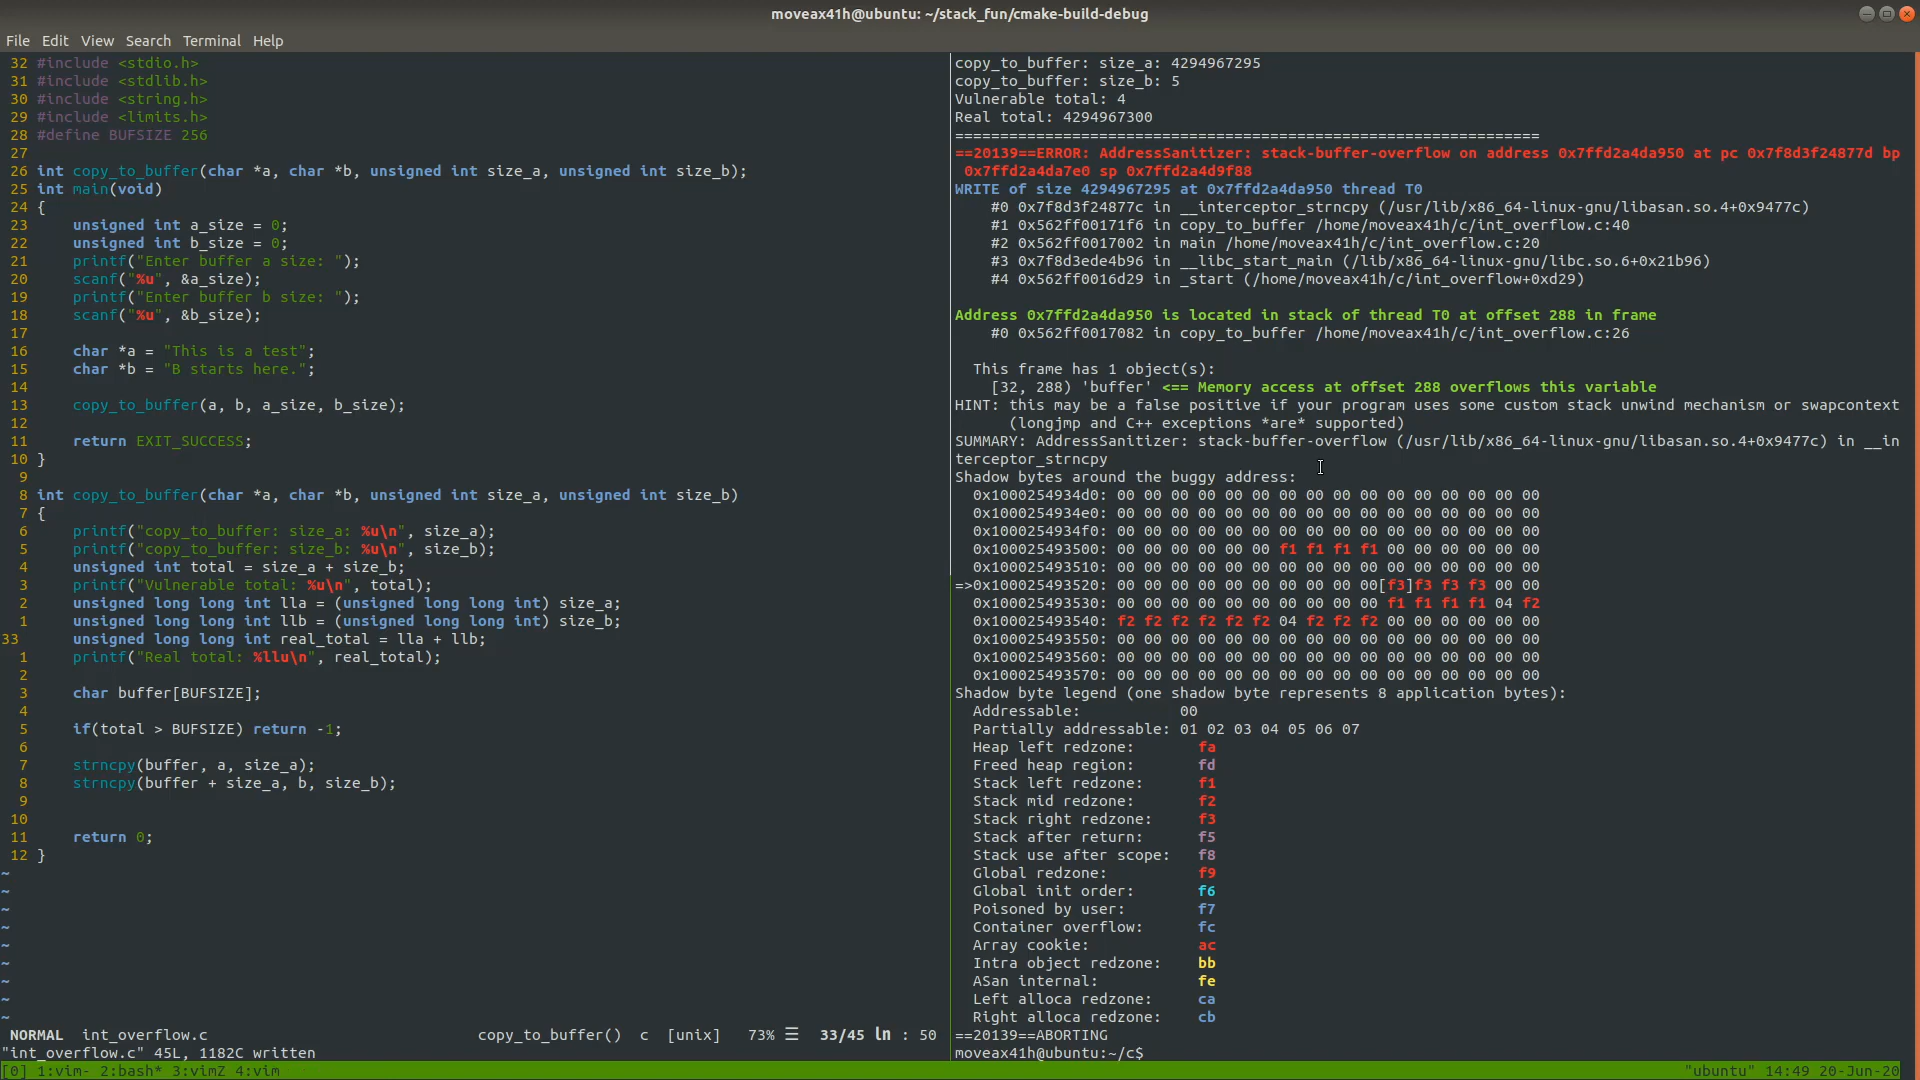 moveax41h@ubuntu: ~/stack_fun/cmake-build-debug
File Edit View Search Terminal Help
32 #include <stdio.h>
31 #include <stdlib.h>
30 #include <string.h>
29 #include <limits.h>
28 #define BUFSIZE 256
27
26 int copy_to_buffer(char *a, char *b, unsigned int size_a, unsigned int size_b);
25 int main(void)
24 {
23     unsigned int a_size = 0;
22     unsigned int b_size = 0;
21     printf("Enter buffer a size: ");
20     scanf("%u", &a_size);
19     printf("Enter buffer b size: ");
18     scanf("%u", &b_size);
17
16     char *a = "This is a test";
15     char *b = "B starts here.";
14
13     copy_to_buffer(a, b, a_size, b_size);
12
11     return EXIT_SUCCESS;
10 }
9
8 int copy_to_buffer(char *a, char *b, unsigned int size_a, unsigned int size_b)
7 {
6     printf("copy_to_buffer: size_a: %u\n", size_a);
5     printf("copy_to_buffer: size_b: %u\n", size_b);
4     unsigned int total = size_a + size_b;
3     printf("Vulnerable total: %u\n", total);
2     unsigned long long int lla = (unsigned long long int) size_a;
1     unsigned long long int llb = (unsigned long long int) size_b;
33     unsigned long long int real_total = lla + llb;
1     printf("Real total: %llu\n", real_total);
2
3     char buffer[BUFSIZE];
4
5     if(total > BUFSIZE) return -1;
6
7     strncpy(buffer, a, size_a);
8     strncpy(buffer + size_a, b, size_b);
9
10
11     return 0;
12 }
~
~
~
~
~
~
~
~
~
NORMAL int_overflow.c copy_to_buffer() c [unix] 73% ☰ 33/45 ln : 50
"int_overflow.c" 45L, 1182C written
copy_to_buffer: size_a: 4294967295
copy_to_buffer: size_b: 5
Vulnerable total: 4
Real total: 4294967300
=================================================================
==20139==ERROR: AddressSanitizer: stack-buffer-overflow on address 0x7ffd2a4da950 at pc 0x7f8d3f24877d bp
0x7ffd2a4da7e0 sp 0x7ffd2a4d9f88
WRITE of size 4294967295 at 0x7ffd2a4da950 thread T0
#0 0x7f8d3f24877c in __interceptor_strncpy (/usr/lib/x86_64-linux-gnu/libasan.so.4+0x9477c)
#1 0x562ff00171f6 in copy_to_buffer /home/moveax41h/c/int_overflow.c:40
#2 0x562ff0017002 in main /home/moveax41h/c/int_overflow.c:20
#3 0x7f8d3ede4b96 in __libc_start_main (/lib/x86_64-linux-gnu/libc.so.6+0x21b96)
#4 0x562ff0016d29 in _start (/home/moveax41h/c/int_overflow+0xd29)
Address 0x7ffd2a4da950 is located in stack of thread T0 at offset 288 in frame
#0 0x562ff0017082 in copy_to_buffer /home/moveax41h/c/int_overflow.c:26
This frame has 1 object(s):
[32, 288) 'buffer' <== Memory access at offset 288 overflows this variable
HINT: this may be a false positive if your program uses some custom stack unwind mechanism or swapcontext
(longjmp and C++ exceptions *are* supported)
SUMMARY: AddressSanitizer: stack-buffer-overflow (/usr/lib/x86_64-linux-gnu/libasan.so.4+0x9477c) in __in
terceptor_strncpy
Shadow bytes around the buggy address:
0x1000254934d0: 00 00 00 00 00 00 00 00 00 00 00 00 00 00 00 00
0x1000254934e0: 00 00 00 00 00 00 00 00 00 00 00 00 00 00 00 00
0x1000254934f0: 00 00 00 00 00 00 00 00 00 00 00 00 00 00 00 00
0x100025493500: 00 00 00 00 00 00 f1 f1 f1 f1 00 00 00 00 00 00
0x100025493510: 00 00 00 00 00 00 00 00 00 00 00 00 00 00 00 00
=>0x100025493520: 00 00 00 00 00 00 00 00 00 00[f3]f3 f3 f3 00 00
0x100025493530: 00 00 00 00 00 00 00 00 00 00 f1 f1 f1 f1 04 f2
0x100025493540: f2 f2 f2 f2 f2 f2 04 f2 f2 f2 00 00 00 00 00 00
0x100025493550: 00 00 00 00 00 00 00 00 00 00 00 00 00 00 00 00
0x100025493560: 00 00 00 00 00 00 00 00 00 00 00 00 00 00 00 00
0x100025493570: 00 00 00 00 00 00 00 00 00 00 00 00 00 00 00 00
Shadow byte legend (one shadow byte represents 8 application bytes):
Addressable: 00
Partially addressable: 01 02 03 04 05 06 07
Heap left redzone: fa
Freed heap region: fd
Stack left redzone: f1
Stack mid redzone: f2
Stack right redzone: f3
Stack after return: f5
Stack use after scope: f8
Global redzone: f9
Global init order: f6
Poisoned by user: f7
Container overflow: fc
Array cookie: ac
Intra object redzone: bb
ASan internal: fe
Left alloca redzone: ca
Right alloca redzone: cb
==20139==ABORTING
moveax41h@ubuntu:~/c$
[0] 1:vim- 2:bash* 3:vimZ 4:vim "ubuntu" 14:49 20-Jun-20